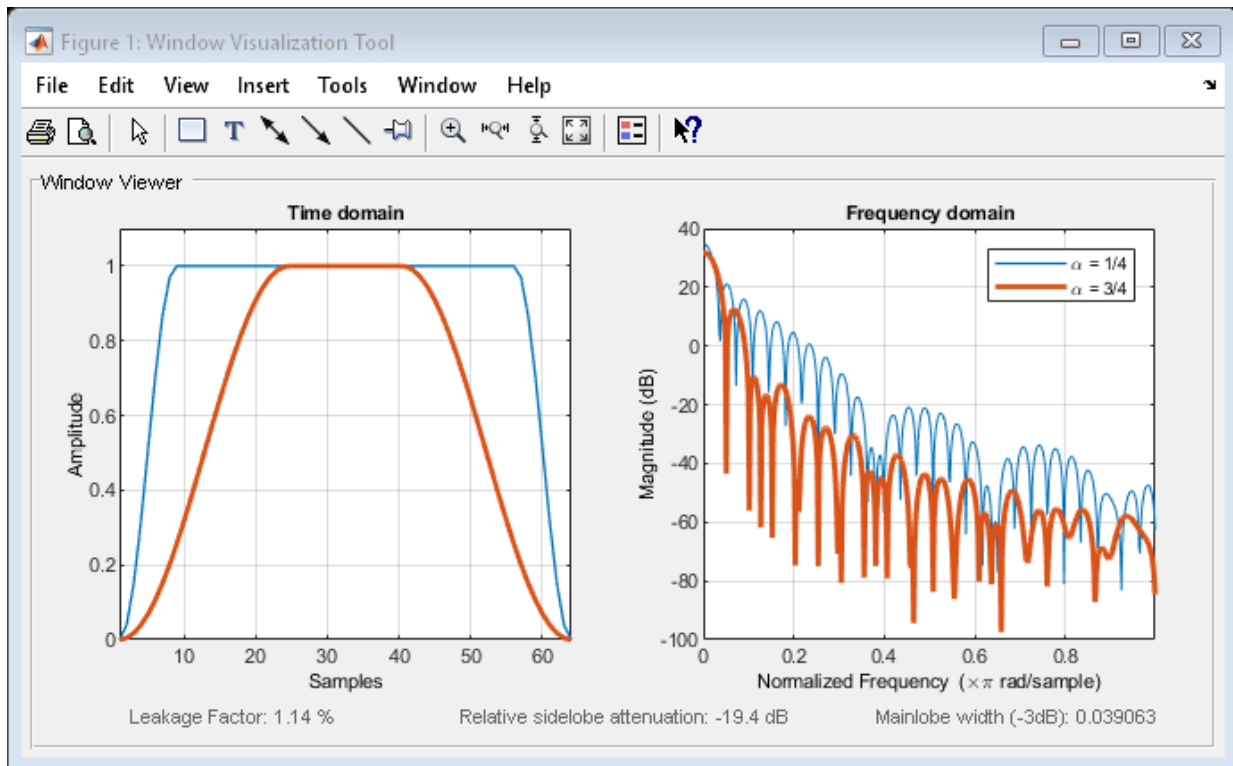 Figure 1: Window Visualization Tool
File Edit View Insert Tools Window Help
Window Viewer
Time domain
1
0.8
0.6
0.4
0.2
0
Amplitude
10 20 30 40 50 60
Samples
Frequency domain
40
20
0
-20
-40
-60
-80
-100
Magnitude (dB)
α = 1/4
α = 3/4
0 0.2 0.4 0.6 0.8
Normalized Frequency (×π rad/sample)
Leakage Factor: 1.14 % Relative sidelobe attenuation: -19.4 dB Mainlobe width (-3dB): 0.039063